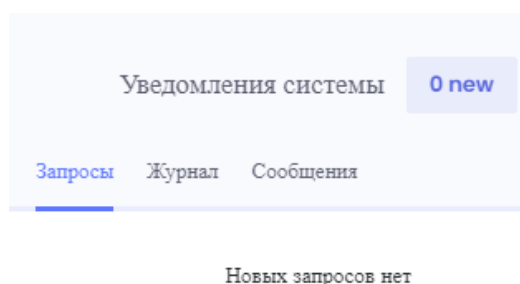 Уведомления системы 0 new
Запросы Журнал Сообщения
Новых запросов нет